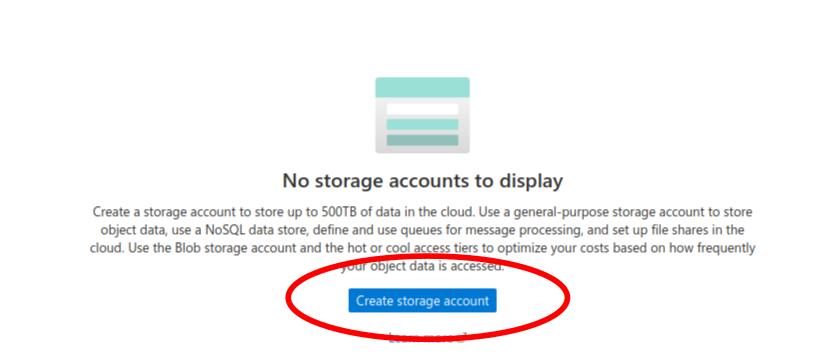 No storage accounts to display
Create a storage account to store up to 500TB of data in the cloud. Use a general-purpose storage account to store
object data, use a NoSQL data store, define and use queues for message processing, and set up file shares in the
cloud. Use the Blob storage account and the hot or cool access tiers to optimize your costs based on how frequently
your object data is accessed.
Create storage account
Learn more